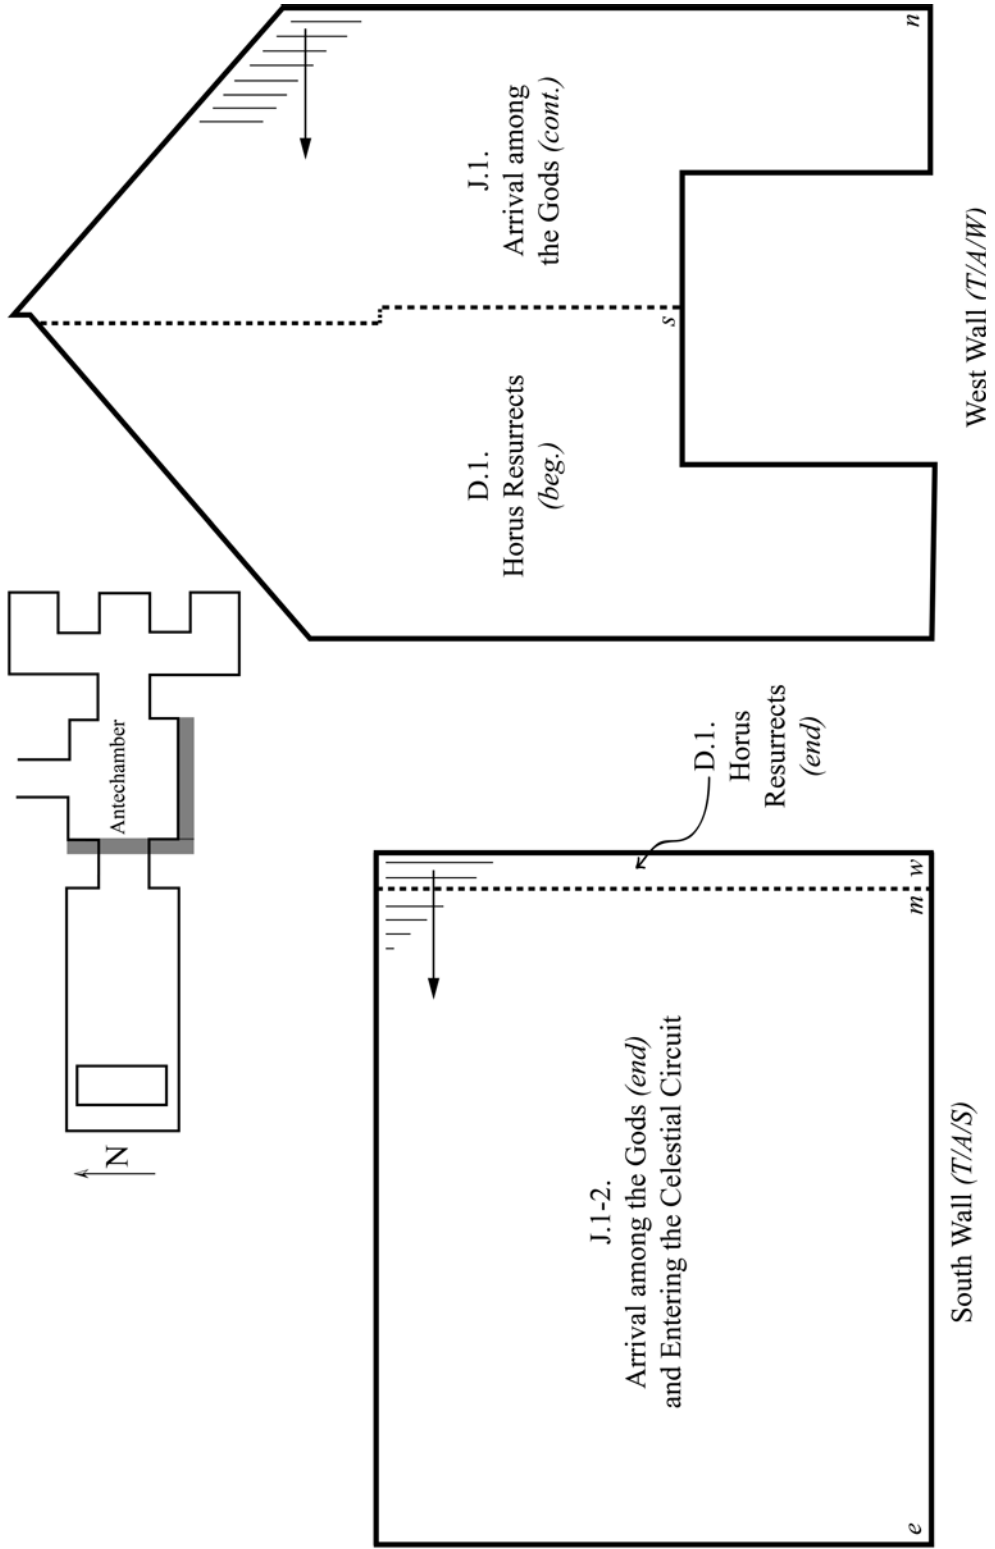 N
Antechamber
e
J.1-2.
Arrival among the Gods (end)
and Entering the Celestial Circuit
m
w
D.1.
Horus
Resurrects
(end)
South Wall (T/A/S)
D.1.
Horus Resurrects
(beg.)
s
J.1.
Arrival among
the Gods (cont.)
n
West Wall (T/A/W)